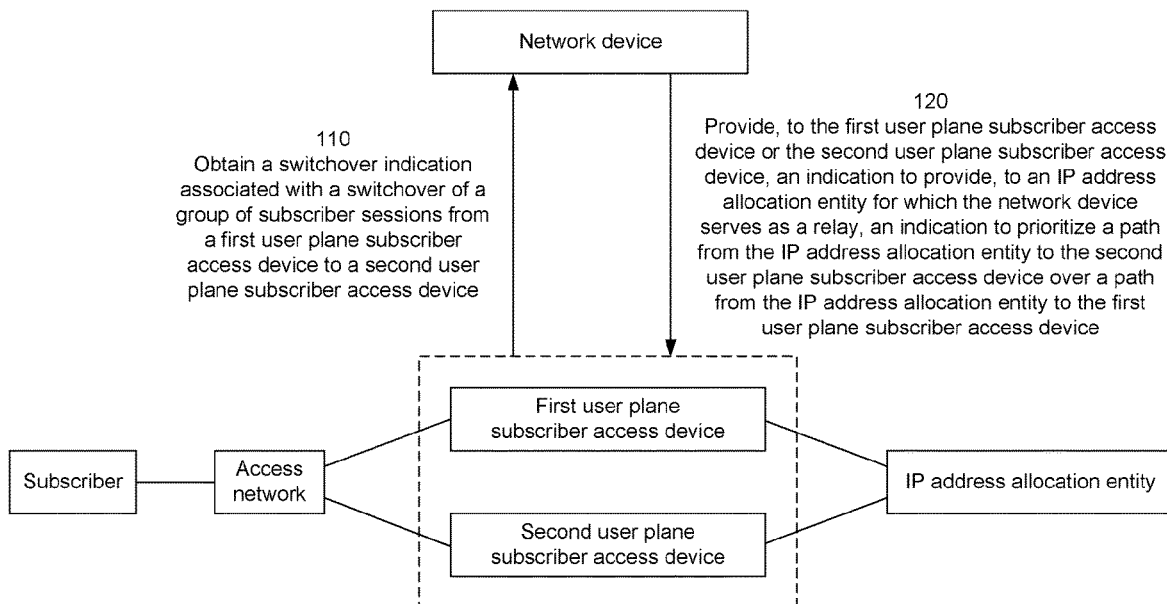 Network device
110
Obtain a switchover indication
associated with a switchover of a
group of subscriber sessions from
a first user plane subscriber
access device to a second user
plane subscriber access device
120
Provide, to the first user plane subscriber access
device or the second user plane subscriber access
device, an indication to provide, to an IP address
allocation entity for which the network device
serves as a relay, an indication to prioritize a path
from the IP address allocation entity to the second
user plane subscriber access device over a path
from the IP address allocation entity to the first
user plane subscriber access device
First user plane
subscriber access device
Subscriber
Access
network
IP address allocation entity
Second user plane
subscriber access device